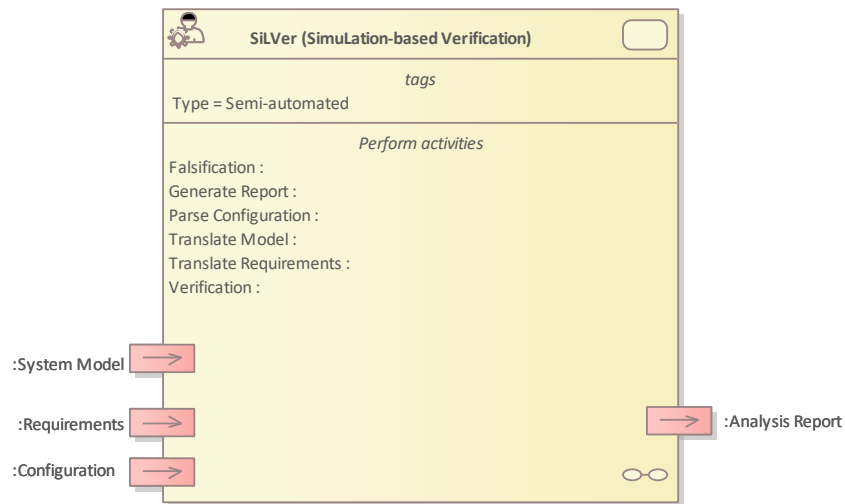 SiLVer (SimuLation-based Verification)
tags
Type = Semi-automated
Perform activities
Falsification :
Generate Report :
Parse Configuration :
Translate Model :
Translate Requirements :
Verification :
:System Model
:Requirements
:Analysis Report
:Configuration